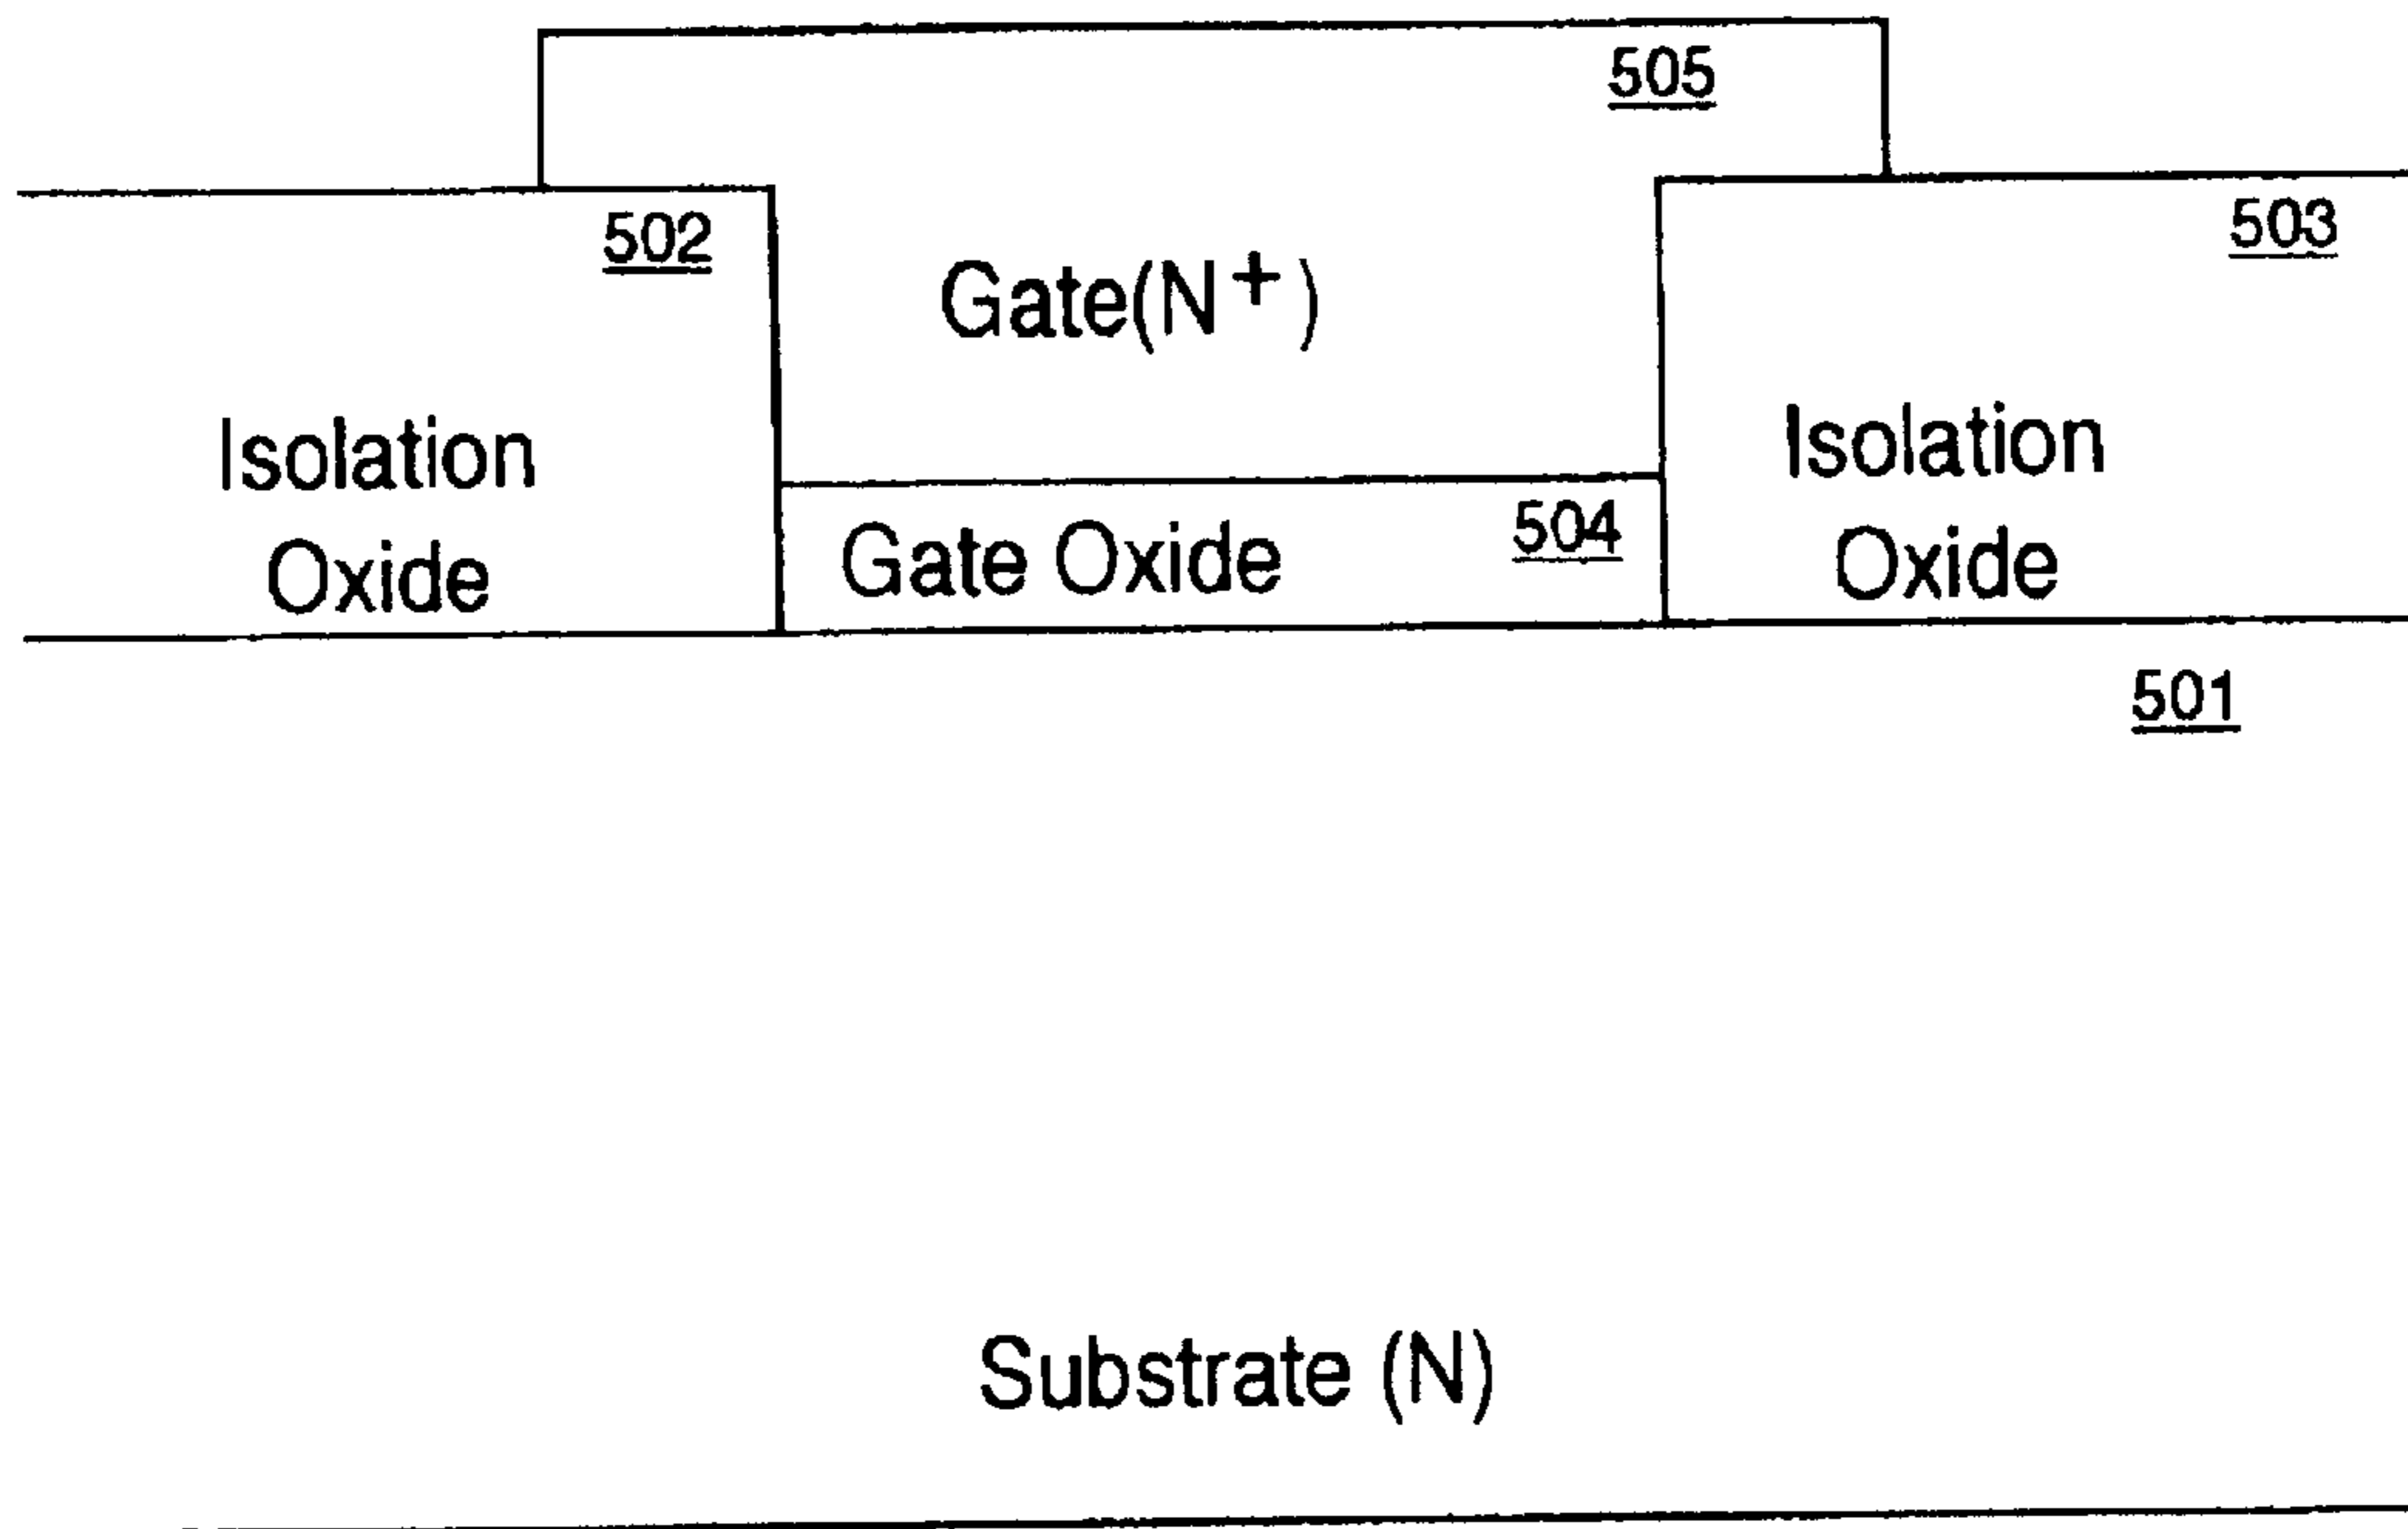 505
502
503
Gate(N+)
Isolation
Oxide
Isolation
Oxide
504
Gate Oxide
501
Substrate (N)